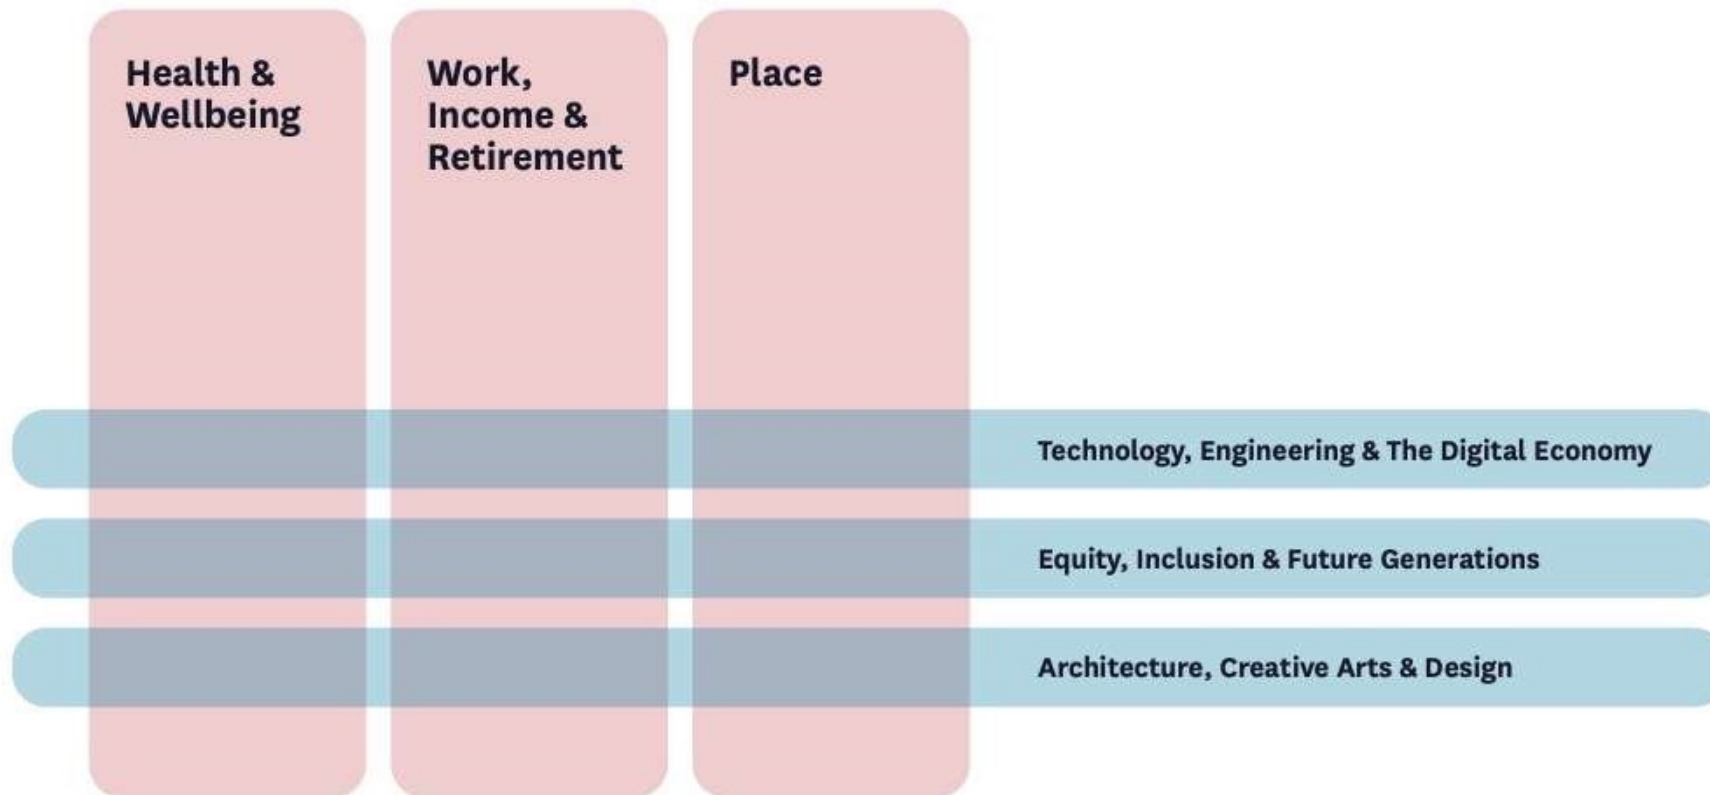 Health &
Wellbeing
Work,
Income &
Retirement
Place
Technology, Engineering & The Digital Economy
Equity, Inclusion & Future Generations
Architecture, Creative Arts & Design